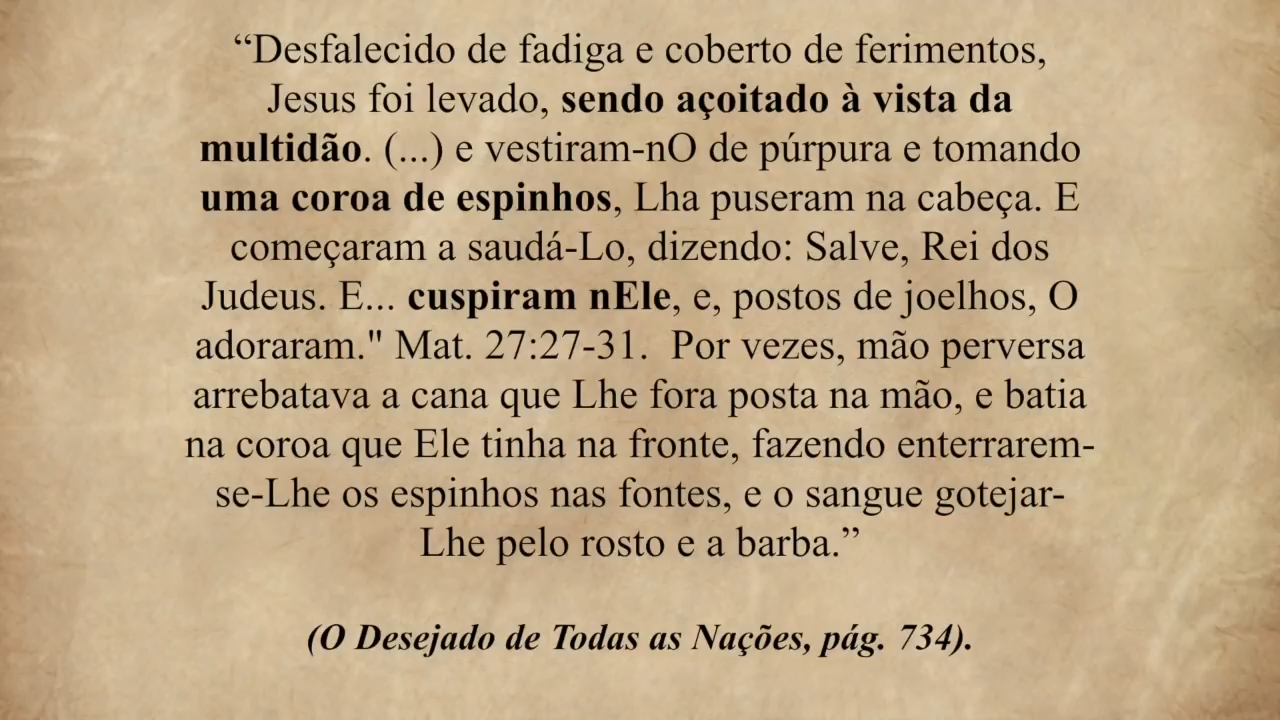 “Desfalecido de fadiga e coberto de ferimentos,
Jesus foi levado, sendo açoitado à vista da
multidão. (...) e vestiram-nO de púrpura e tomando
uma coroa de espinhos, Lha puseram na cabeça. E
começaram a saudá-Lo, dizendo: Salve, Rei dos
Judeus. E... cuspiram nEle, e, postos de joelhos, O
adoraram." Mat. 27:27-31.  Por vezes, mão perversa
arrebatava a cana que Lhe fora posta na mão, e batia
na coroa que Ele tinha na fronte, fazendo enterrarem-
se-Lhe os espinhos nas fontes, e o sangue gotejar-
Lhe pelo rosto e a barba.”
(O Desejado de Todas as Nações, pág. 734).